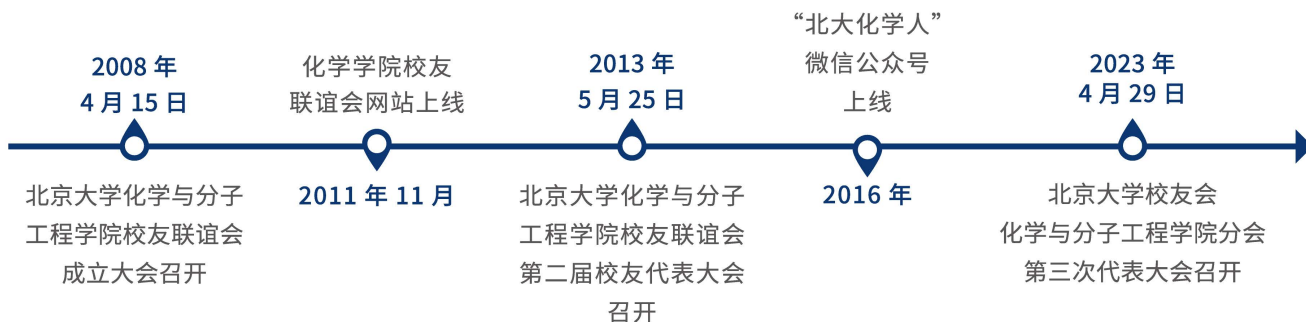 2008 年
4 月 15 日
北京大学化学与分子
工程学院校友联谊会
成立大会召开
化学学院校友
联谊会网站上线
2011 年 11 月
2013 年
5 月 25 日
北京大学化学与分子
工程学院校友联谊会
第二届校友代表大会
召开
“北大化学人”
微信公众号
上线
2016 年
2023 年
4 月 29 日
北京大学校友会
化学与分子工程学院分会
第三次代表大会召开